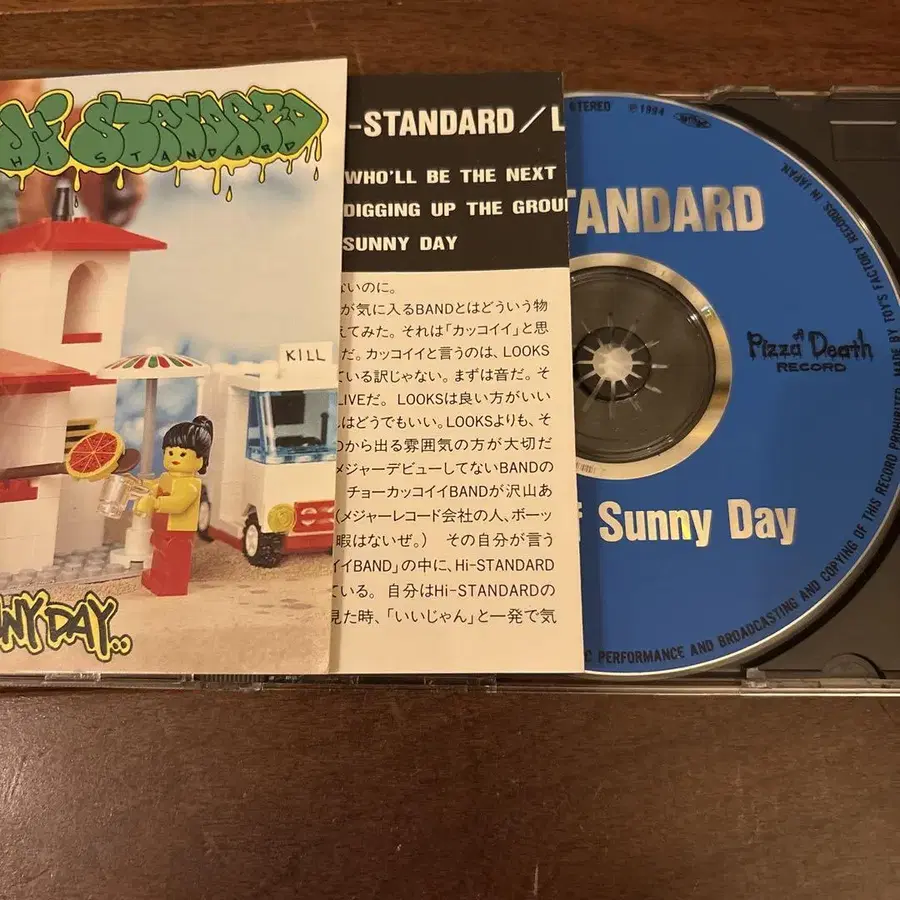 Hi STANDARD
HI STANDARD
KILL
NY DAY..
-STANDARD／L
WHO'LL BE THE NEXT
DIGGING UP THE GROU
SUNNY DAY
ないのに。
が気に入るBANDとはどういう物
えてみた。それは「カッコイイ」と思
だ。カッコイイと言うのは、LOOKS
ている訳じゃない。まずは音だ。そ
LIVEだ。LOOKSは良い方がいい
はどうでもいい。LOOKSよりも、そ
から出る雰囲気の方が大切だ
メジャーデビューしてないBANDの
チョーカッコイイBANDが沢山あ
(メジャーレコード会社の人、ボーッ
暇はないぜ。) その自分が言う
イイBAND」の中に、Hi-STANDARD
ている。自分はHi-STANDARDの
見た時、「いいじゃん」と一発で気
STEREO ℗1994
TANDARD
Pizza of Death
RECORD
f Sunny Day
MADE BY TOY'S FACTORY RECORDS IN JAPAN
C PERFORMANCE AND BROADCASTING AND COPYING OF THIS RECORD PROHIBITED.